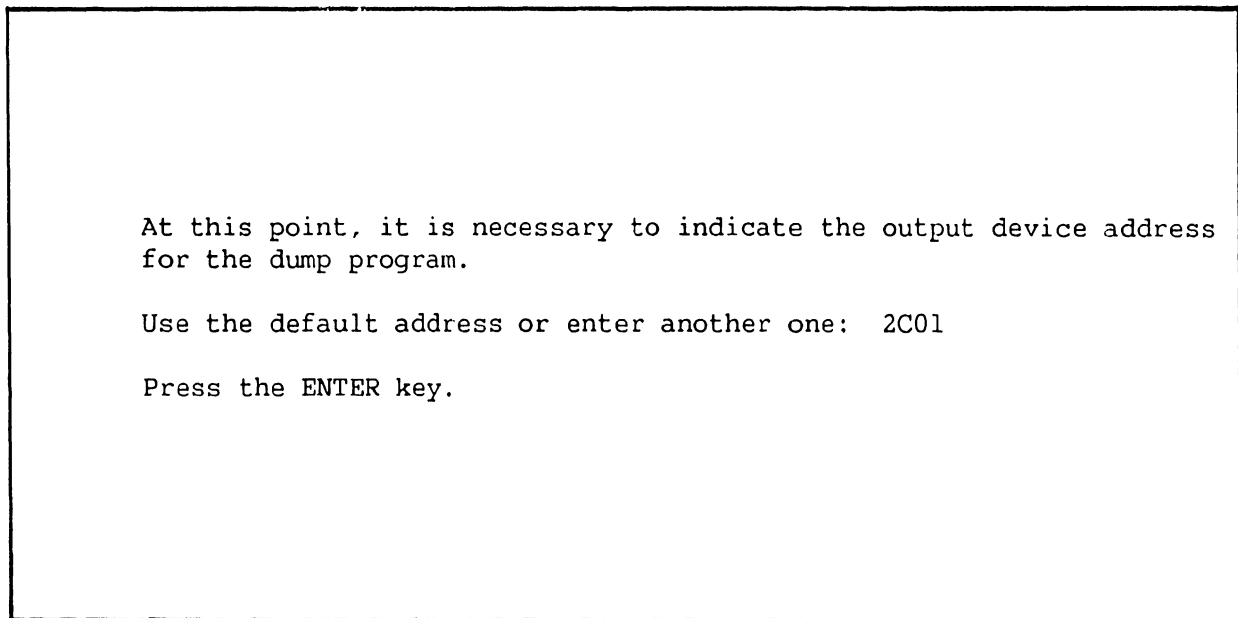 At this point, it is necessary to indicate the output device address
for the dump program.
Use the default address or enter another one:  2C01
Press the ENTER key.